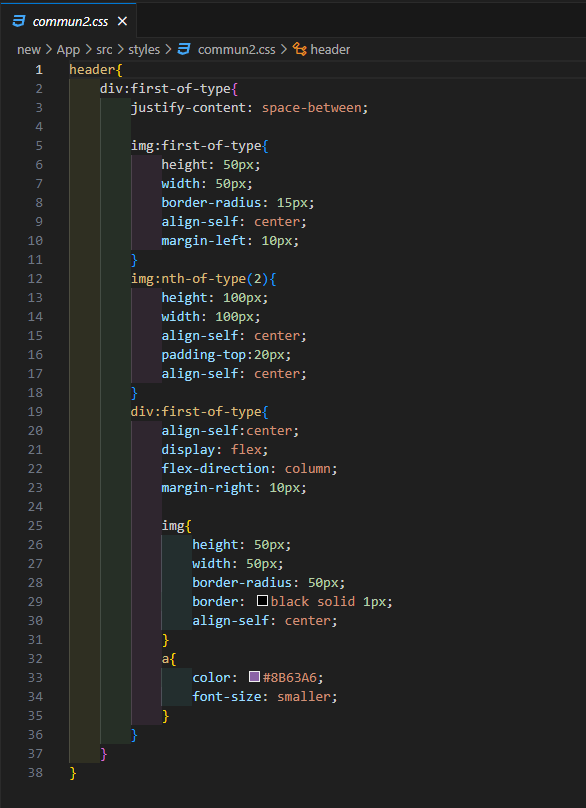 commun2.css
new > App > src > styles > commun2.css > header
1 header{
2 div:first-of-type{
3 justify-content: space-between;
4
5 img:first-of-type{
6 height: 50px;
7 width: 50px;
8 border-radius: 15px;
9 align-self: center;
10 margin-left: 10px;
11 }
12 img:nth-of-type(2){
13 height: 100px;
14 width: 100px;
15 align-self: center;
16 padding-top:20px;
17 align-self: center;
18 }
19 div:first-of-type{
20 align-self:center;
21 display: flex;
22 flex-direction: column;
23 margin-right: 10px;
24
25 img{
26 height: 50px;
27 width: 50px;
28 border-radius: 50px;
29 border: black solid 1px;
30 align-self: center;
31 }
32 a{
33 color: #8B63A6;
34 font-size: smaller;
35 }
36 }
37 }
38 }